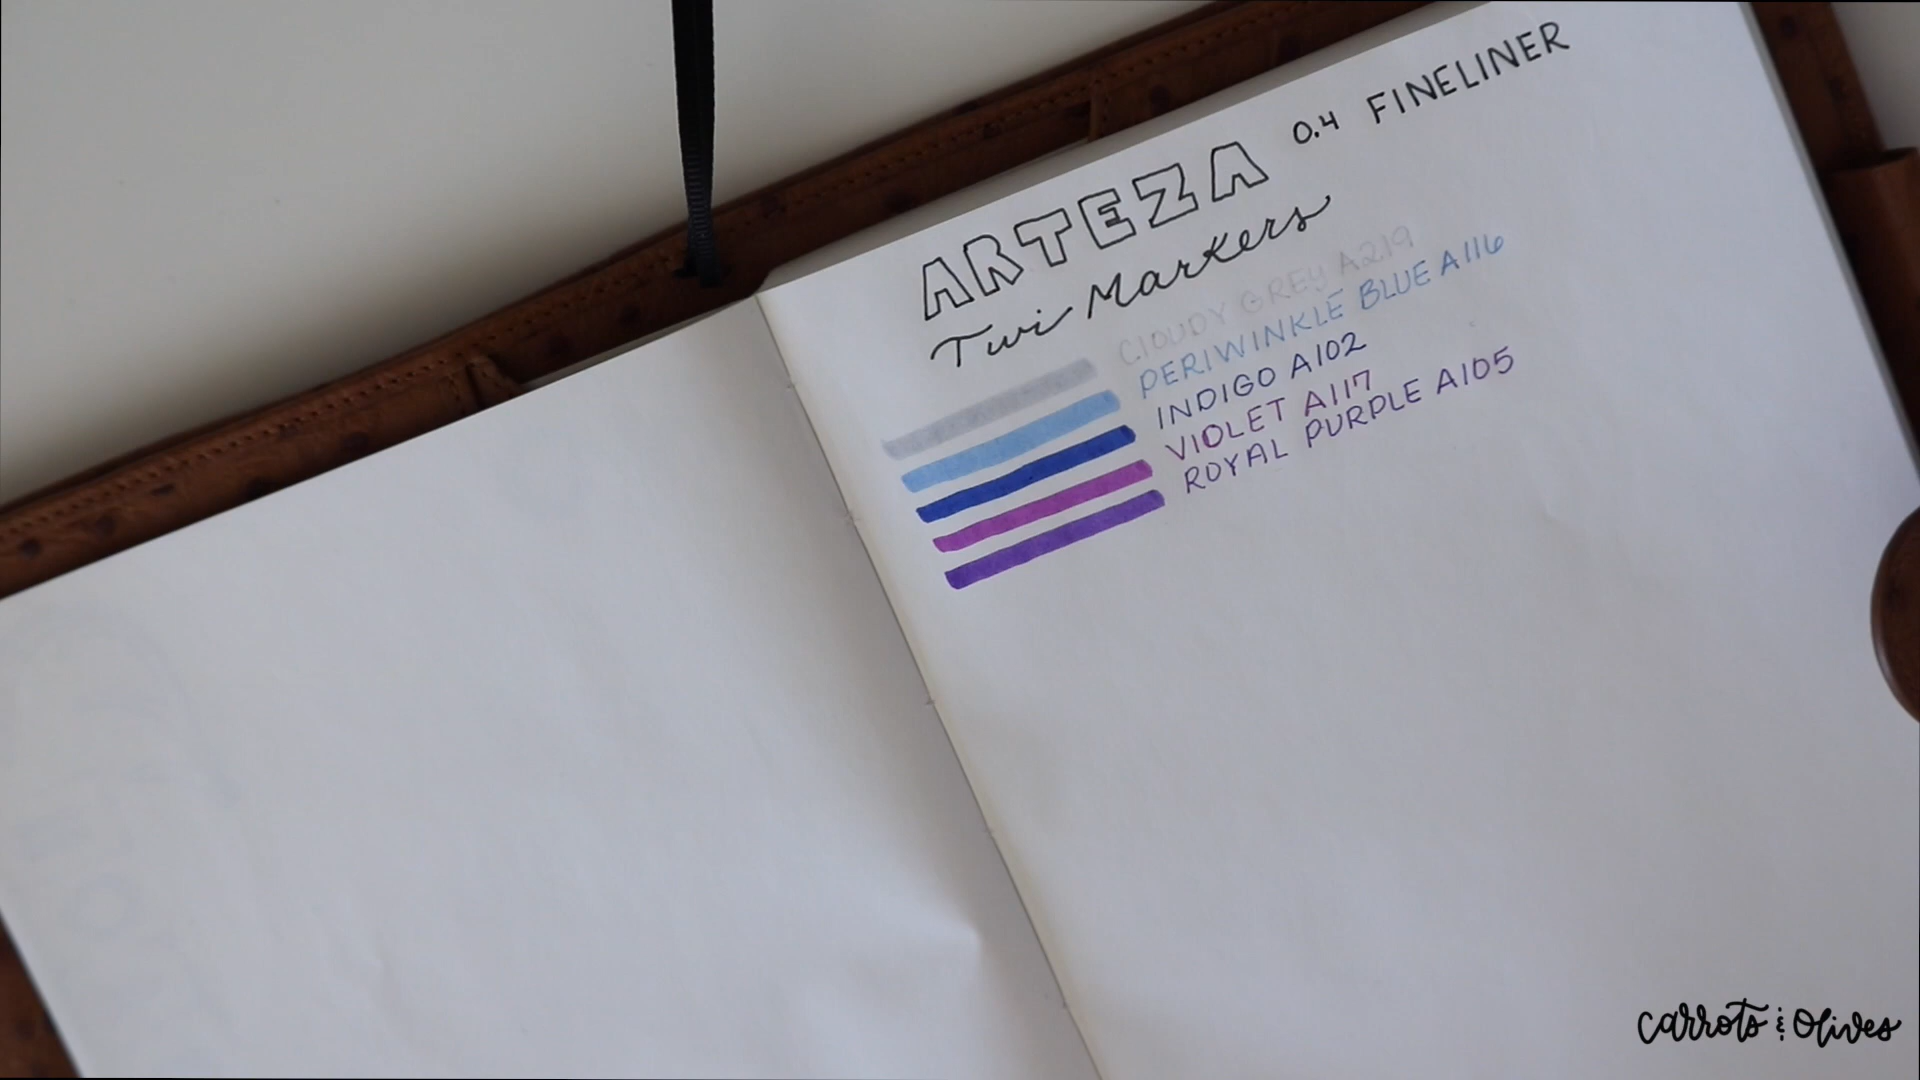 ARTEZA 0.4 FINELINER
Twi Markers
CLOUDY GREY A219
PERIWINKLE BLUE A116
INDIGO A102
VIOLET A117
ROYAL PURPLE A105
carrots & Olives